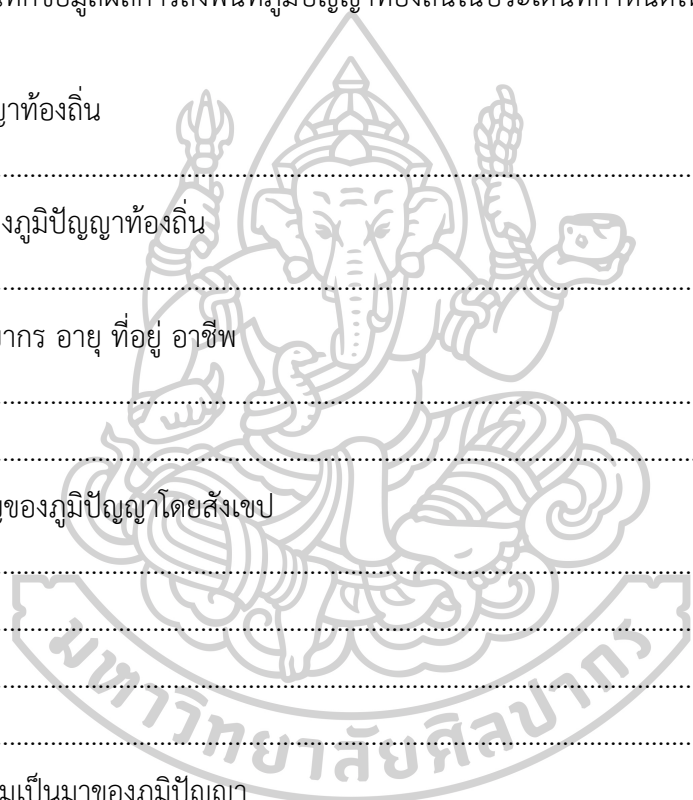 ญาท้องถิ่น
................................................................................
งภูมิปัญญาท้องถิ่น
................................................................................
ยากร อายุ ที่อยู่ อาชีพ
................................................................................
................................................................................
ญของภูมิปัญญาโดยสังเขป
................................................................................
................................................................................
................................................................................
................................................................................
มหาวิทยาลัยศิลปากร
มเป็นมาของภูมิปัญญา